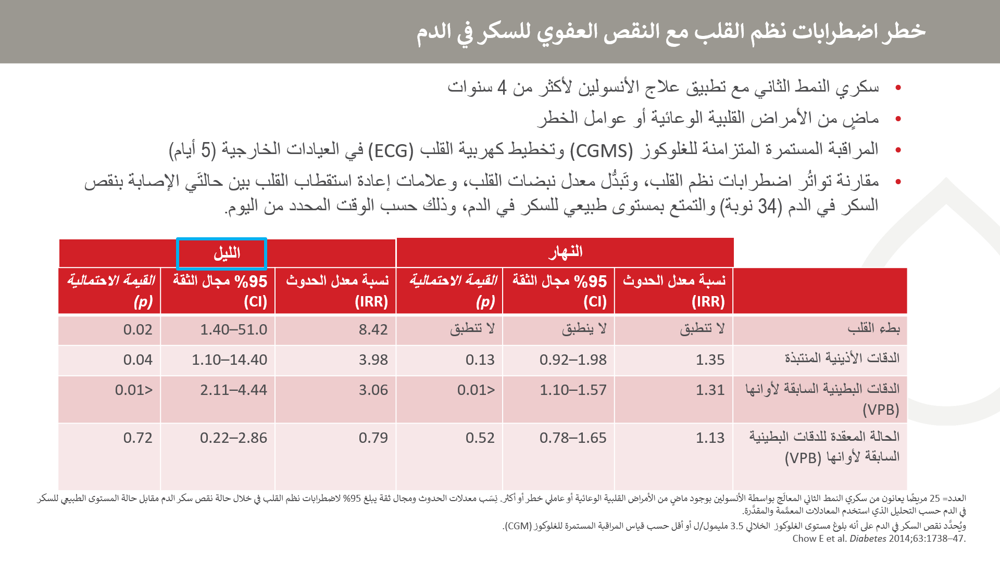 خطر اضطرابات نظم القلب مع النقص العفوي للسكر في الدم
• سكري النمط الثاني مع تطبيق علاج الأنسولين لأكثر من 4 سنوات
• ماضٍ من الأمراض القلبية الوعائية أو عوامل الخطر
• المراقبة المستمرة المتزامنة للغلوكوز (CGMS) وتخطيط كهربية القلب (ECG) في العيادات الخارجية (5 أيام)
• مقارنة تواتُر اضطرابات نظم القلب، وتَبدُّل معدل نبضات القلب، وعلامات إعادة استقطاب القلب بين حالتَي الإصابة بنقص
السكر في الدم (34 نوبة) والتمتع بمستوى طبيعي للسكر في الدم، وذلك حسب الوقت المحدد من اليوم.
النهار الليل
نسبة معدل الحدوث 95% مجال الثقة القيمة الاحتمالية نسبة معدل الحدوث 95% مجال الثقة القيمة الاحتمالية
(IRR) (CI) (p) (IRR) (CI) (p)
بطء القلب لا تنطبق لا ينطبق لا تنطبق 8.42 1.40–51.0 0.02
الدقات الأذينية المنتبذة 1.35 0.92–1.98 0.13 3.98 1.10–14.40 0.04
الدقات البطينية السابقة لأوانها 1.31 1.10–1.57 <0.01 3.06 2.11–4.44 <0.01
(VPB)
الحالة المعقدة للدقات البطينية 1.13 0.78–1.65 0.52 0.79 0.22–2.86 0.72
السابقة لأوانها (VPB)
العدد= 25 مريضًا يعانون من سكري النمط الثاني المعالَج بواسطة الأنسولين بوجود ماضٍ من الأمراض القلبية الوعائية أو عاملي خطر أو أكثر. نِسَب معدلات الحدوث ومجال ثقة يبلغ 95% لاضطرابات نظم القلب في خلال حالة نقص سكر الدم مقابل حالة المستوى الطبيعي للسكر
في الدم حسب التحليل الذي استخدم المعادلات المعمَّمة والمقدَّرة.
ويُحدَّد نقص السكر في الدم على أنه بلوغ مستوى الغلوكوز الخلالي 3.5 مليمول/ل أو أقل حسب قياس المراقبة المستمرة للغلوكوز (CGM).
Chow E et al. Diabetes 2014;63:1738–47.